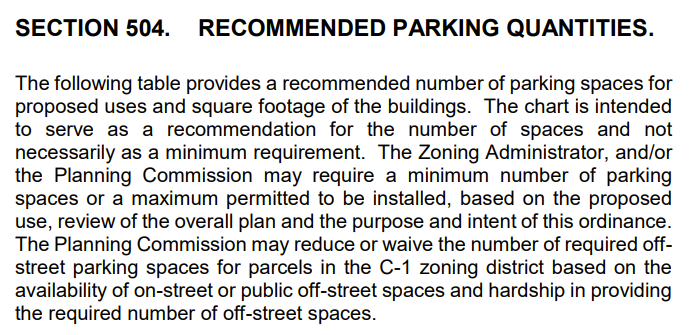 SECTION 504. RECOMMENDED PARKING QUANTITIES.
The following table provides a recommended number of parking spaces for
proposed uses and square footage of the buildings. The chart is intended
to serve as a recommendation for the number of spaces and not
necessarily as a minimum requirement. The Zoning Administrator, and/or
the Planning Commission may require a minimum number of parking
spaces or a maximum permitted to be installed, based on the proposed
use, review of the overall plan and the purpose and intent of this ordinance.
The Planning Commission may reduce or waive the number of required off-
street parking spaces for parcels in the C-1 zoning district based on the
availability of on-street or public off-street spaces and hardship in providing
the required number of off-street spaces.